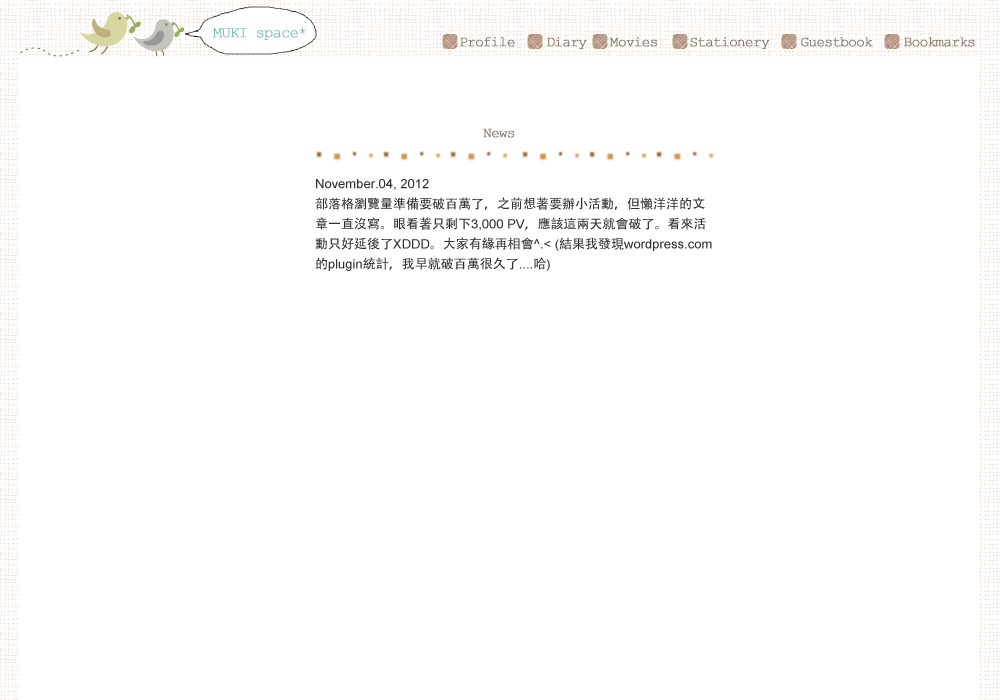 MUKI space*
Profile Diary Movies Stationery Guestbook Bookmarks
News
November.04, 2012
部落格瀏覽量準備要破百萬了，之前想著要辦小活動，但懶洋洋的文
章一直沒寫。眼看著只剩下3,000 PV，應該這兩天就會破了。看來活
動只好延後了XDDD。大家有緣再相會^.< (結果我發現wordpress.com
的plugin統計，我早就破百萬很久了....哈)